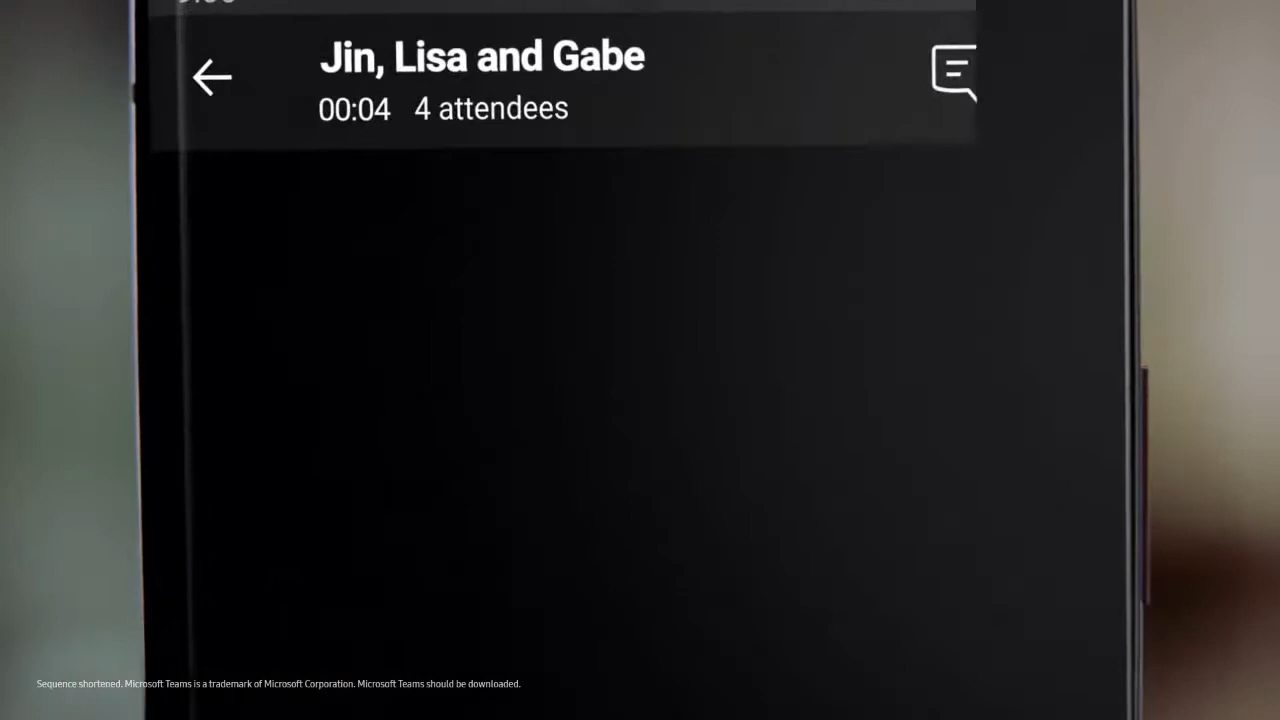 Jin, Lisa and Gabe
00:04 4 attendees
Sequence shortened. Microsoft Teams is a trademark of Microsoft Corporation. Microsoft Teams should be downloaded.